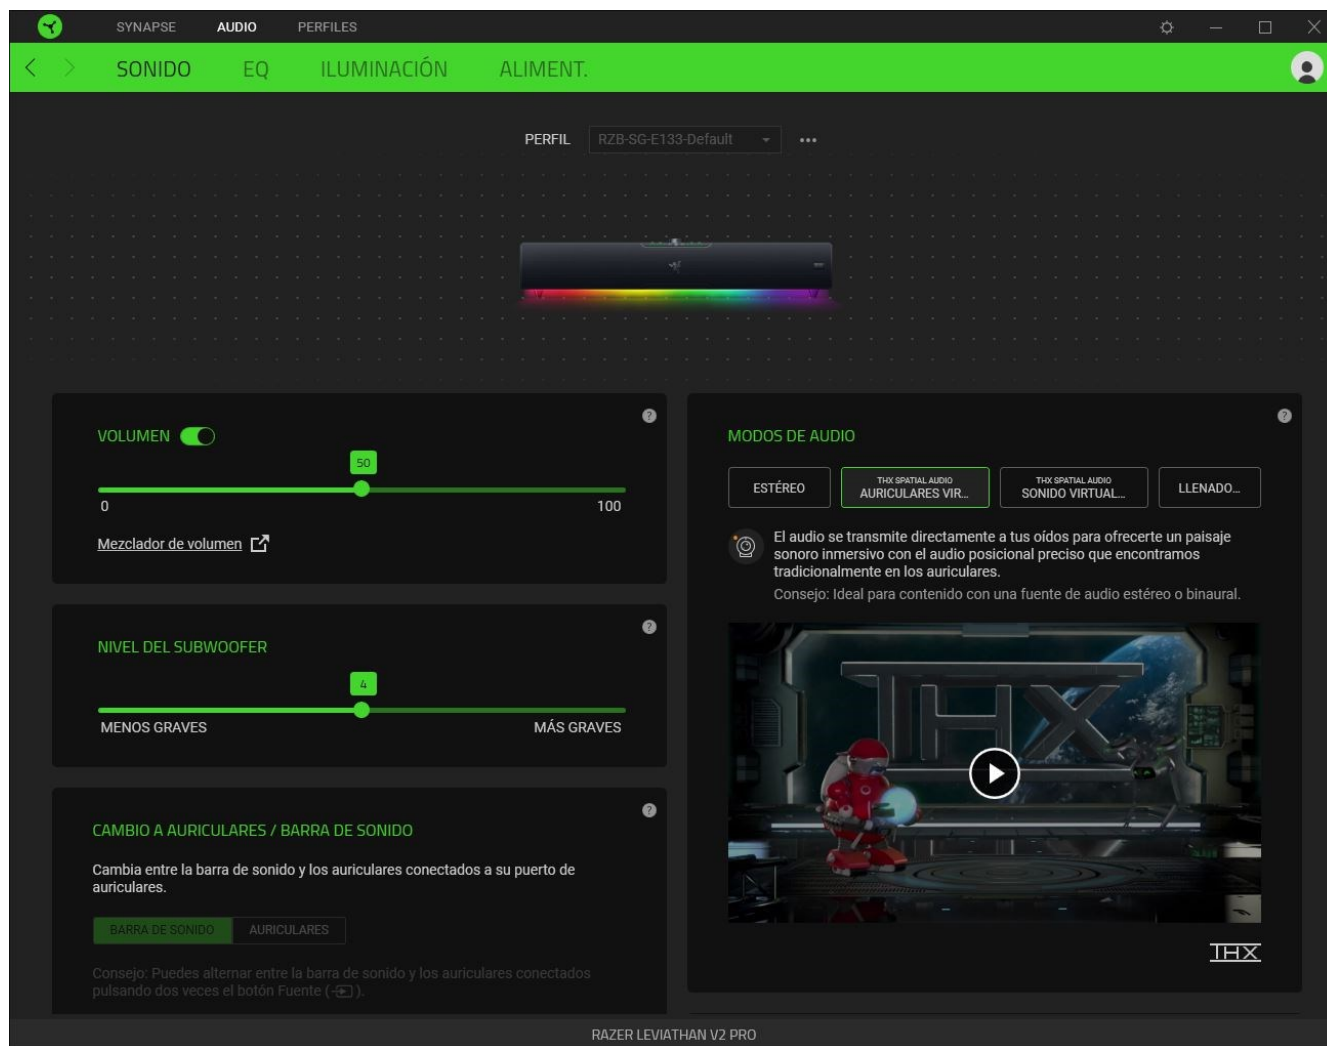 SYNAPSE AUDIO PERFILES
SONIDO EQ ILUMINACIÓN ALIMENT.
PERFIL RZB-SG-E133-Default
VOLUMEN
50
0 100
Mezclador de volumen
NIVEL DEL SUBWOOFER
4
MENOS GRAVES MÁS GRAVES
CAMBIO A AURICULARES / BARRA DE SONIDO
Cambia entre la barra de sonido y los auriculares conectados a su puerto de
auriculares.
BARRA DE SONIDO AURICULARES
Consejo: Puedes alternar entre la barra de sonido y los auriculares conectados
pulsando dos veces el botón Fuente ( ).
MODOS DE AUDIO
ESTÉREO
THX SPATIAL AUDIO
AURICULARES VIR...
THX SPATIAL AUDIO
SONIDO VIRTUAL...
LLENADO...
El audio se transmite directamente a tus oídos para ofrecerte un paisaje
sonoro inmersivo con el audio posicional preciso que encontramos
tradicionalmente en los auriculares.
Consejo: Ideal para contenido con una fuente de audio estéreo o binaural.
THX
THX
RAZER LEVIATHAN V2 PRO